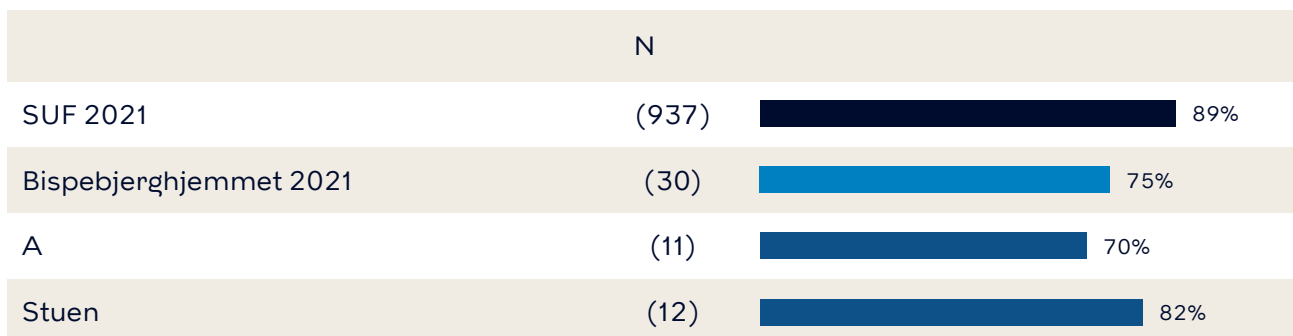 N
SUF 2021 (937) 89%
Bispebjerghjemmet 2021 (30) 75%
A (11) 70%
Stuen (12) 82%